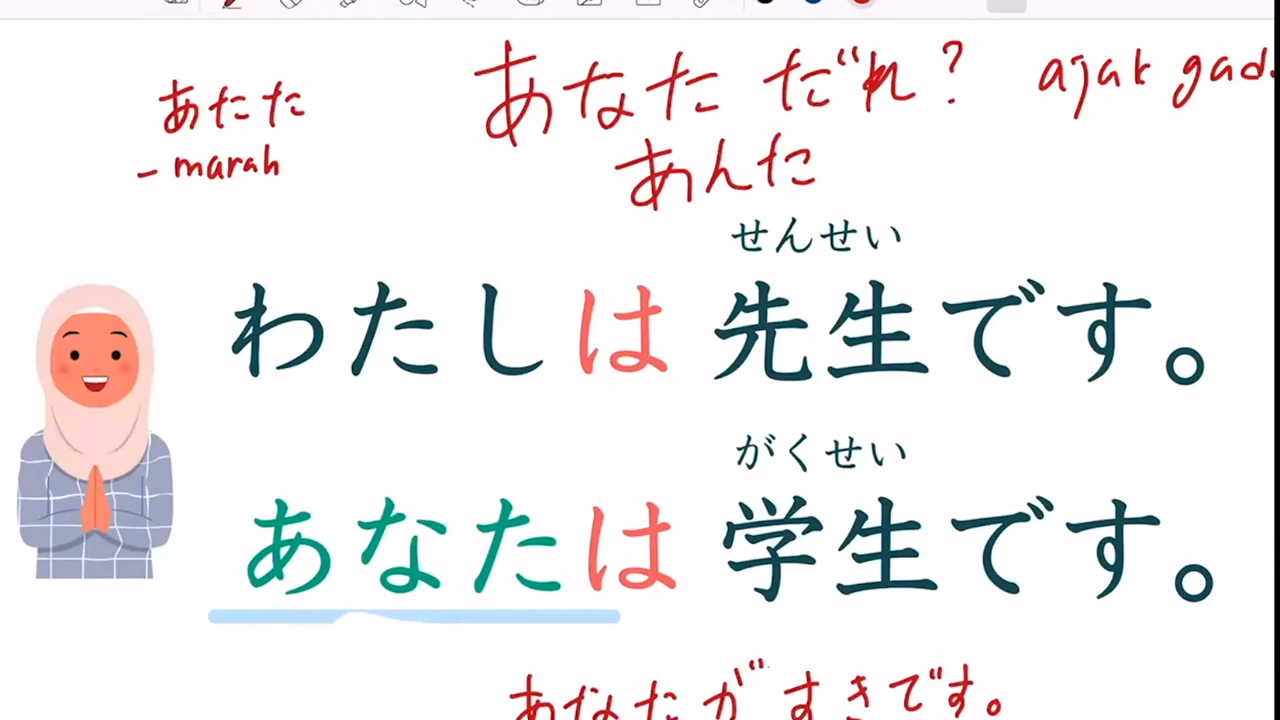 あなただれ? ajak
あたた
- marah
あんた
せんせい
わたしは先生です。
がくせい
あなたは学生です。
あなたがすきです。